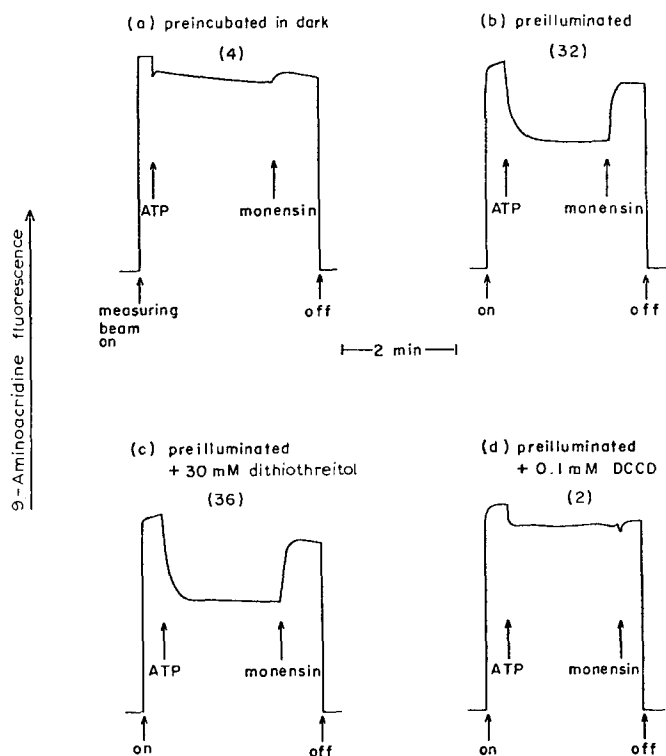 (a) preincubated in dark
(4)
ATP
monensin
measuring
beam
on
off
(b) preilluminated
(32)
ATP
monensin
on
off
2 min
9-Aminoacridine fluorescence
(c) preilluminated
+ 30 mM dithiothreitol
(36)
ATP
monensin
on
off
(d) preilluminated
+ 0.1 mM DCCD
(2)
ATP
monensin
on
off